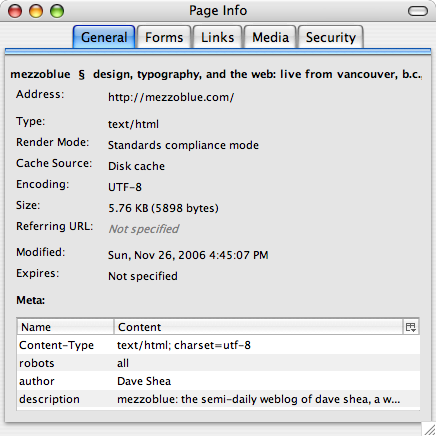 Page Info
General Forms Links Media Security
mezzoblue § design, typography, and the web: live from vancouver, b.c.,
Address: http://mezzoblue.com/
Type: text/html
Render Mode: Standards compliance mode
Cache Source: Disk cache
Encoding: UTF-8
Size: 5.76 KB (5898 bytes)
Referring URL: Not specified
Modified: Sun, Nov 26, 2006 4:45:07 PM
Expires: Not specified
Meta:
Name Content
Content-Type text/html; charset=utf-8
robots all
author Dave Shea
description mezzoblue: the semi-daily weblog of dave shea, a w...